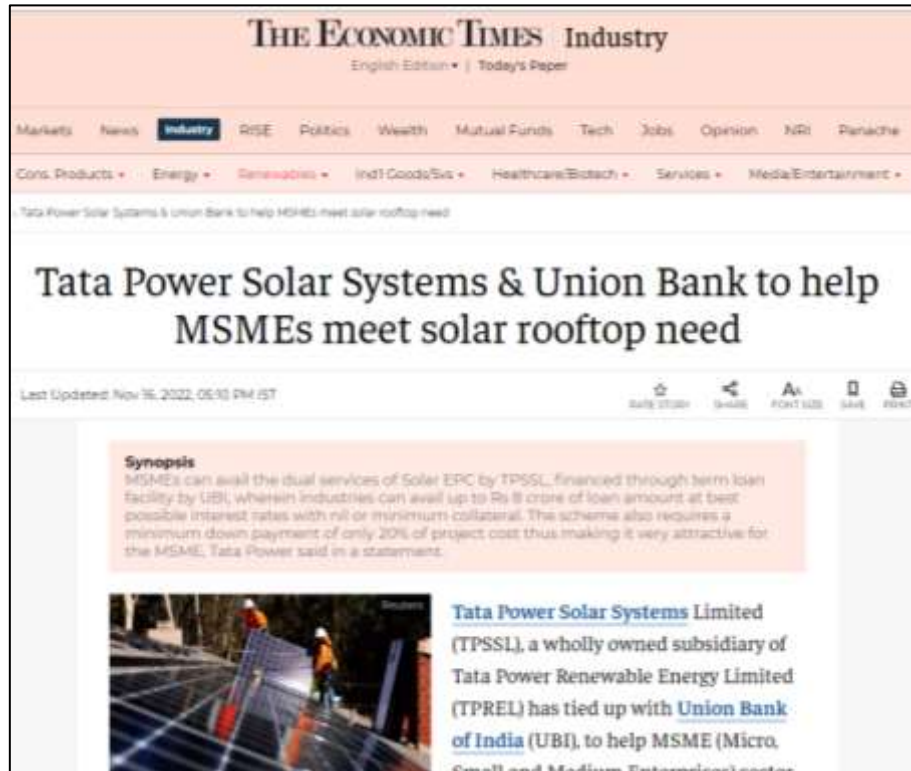 THE ECONOMIC TIMES Industry
English Edition ▾ | Today's Paper
Markets News Industry RISE Politics Wealth Mutual Funds Tech Jobs Opinion NRI Panache
Cons. Products ▾ Energy ▾ Renewables ▾ Ind'l Goods/Svs ▾ Healthcare/Biotech ▾ Services ▾ Media/Entertainment ▾
Tata Power Solar Systems & Union Bank to help MSMEs meet solar rooftop need
Tata Power Solar Systems & Union Bank to help
MSMEs meet solar rooftop need
Last Updated: Nov 16, 2022, 05:10 PM IST
RATE STORY SHARE FONT SIZE SAVE PRINT
Synopsis
MSMEs can avail the dual services of Solar EPC by TPSSL, financed through term loan
facility by UBI, wherein industries can avail up to Rs 8 crore of loan amount at best
possible interest rates with nil or minimum collateral. The scheme also requires a
minimum down payment of only 20% of project cost thus making it very attractive for
the MSME, Tata Power said in a statement.
Reuters
Tata Power Solar Systems Limited
(TPSSL), a wholly owned subsidiary of
Tata Power Renewable Energy Limited
(TPREL) has tied up with Union Bank
of India (UBI), to help MSME (Micro,
Small and Medium Enterprises) sector